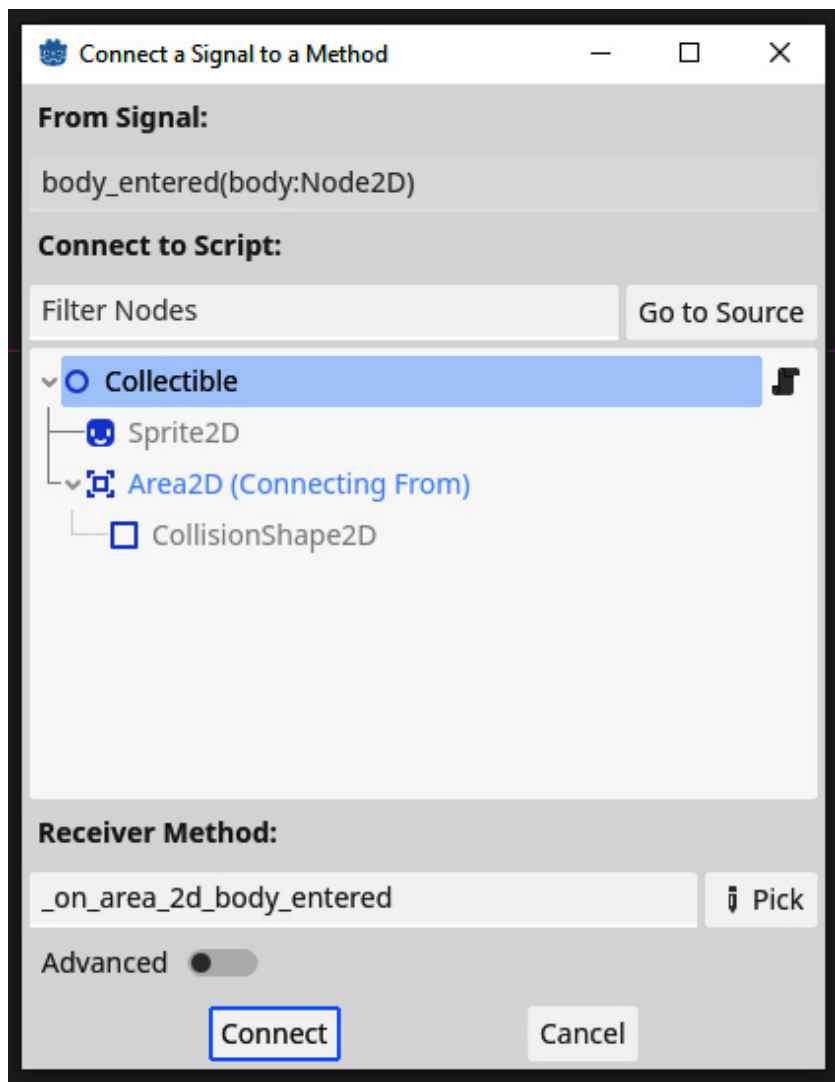 Connect a Signal to a Method
From Signal:
body_entered(body:Node2D)
Connect to Script:
Filter Nodes
Go to Source
Collectible
Sprite2D
Area2D (Connecting From)
CollisionShape2D
Receiver Method:
_on_area_2d_body_entered
Pick
Advanced
Connect
Cancel